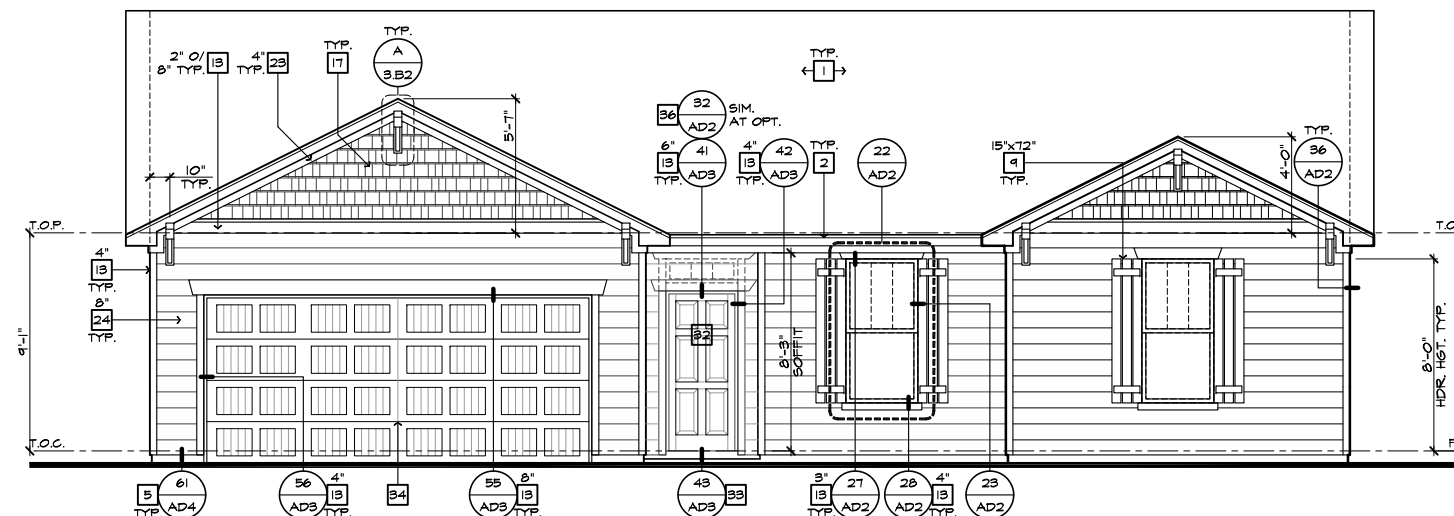 TYP.
A
3.B2
2" O/
8" TYP.
13
4"
TYP.
23
TYP.
17
TYP.
1
5'-7"
36
32
AD2
SIM.
AT OPT.
6"
13
TYP.
41
AD3
4"
13
TYP.
42
AD3
TYP.
2
22
AD2
15"x72"
9
TYP.
4'-0"
TYP.
36
AD2
10"
TYP.
T.O.P.
T.O
4"
13
TYP.
8"
24
TYP.
9'-1"
32
8'-3"
SOFFIT
8'-0"
HDR. HGT. TYP.
T.O.C.
F
5
TYP.
61
AD4
56
AD3
4"
13
TYP.
34
55
AD3
8"
13
TYP.
43
AD3
33
3"
13
TYP.
27
AD2
28
AD2
4"
13
TYP.
23
AD2